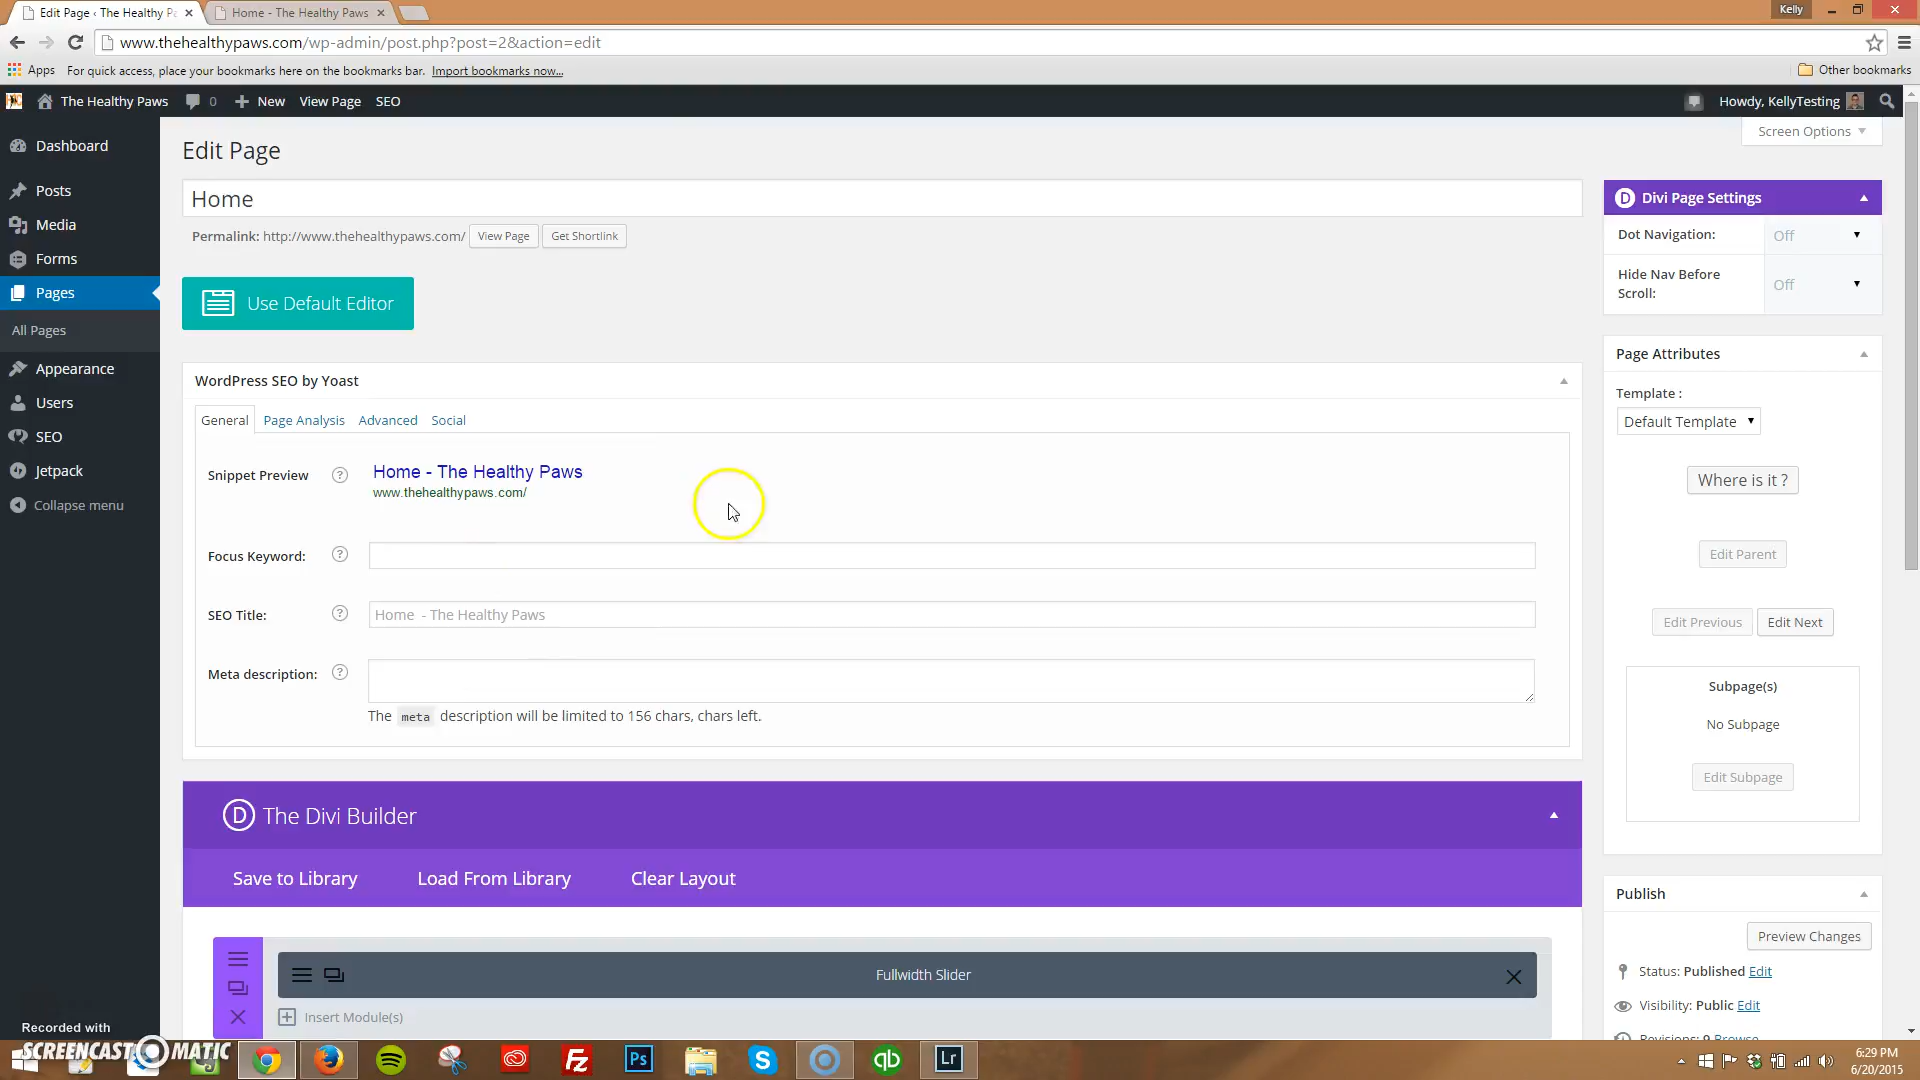 Edit Page ‹ The Healthy P
Home - The Healthy Paws
Kelly
www.thehealthypaws.com/wp-admin/post.php?post=2&action=edit
Apps For quick access, place your bookmarks here on the bookmarks bar. Import bookmarks now...
Other bookmarks
The Healthy Paws 0 New View Page SEO
Howdy, KellyTesting
Screen Options
Dashboard
Posts
Media
Forms
Pages
All Pages
Appearance
Users
SEO
Jetpack
Collapse menu
Edit Page
Home
Permalink: http://www.thehealthypaws.com/ View Page Get Shortlink
Use Default Editor
WordPress SEO by Yoast
General Page Analysis Advanced Social
Snippet Preview ? Home - The Healthy Paws
www.thehealthypaws.com/
Focus Keyword: ?
SEO Title: ? Home - The Healthy Paws
Meta description: ?
The meta description will be limited to 156 chars, chars left.
D The Divi Builder
Save to Library Load From Library Clear Layout
Fullwidth Slider
Insert Module(s)
D Divi Page Settings
Dot Navigation: Off
Hide Nav Before
Scroll: Off
Page Attributes
Template :
Default Template
Where is it ?
Edit Parent
Edit Previous Edit Next
Subpage(s)
No Subpage
Edit Subpage
Publish
Preview Changes
Status: Published Edit
Visibility: Public Edit
Revisions: 9 Browse
Recorded with
SCREENCAST MATIC
Fz
Ps
S
qb
Lr
6:29 PM
6/20/2015